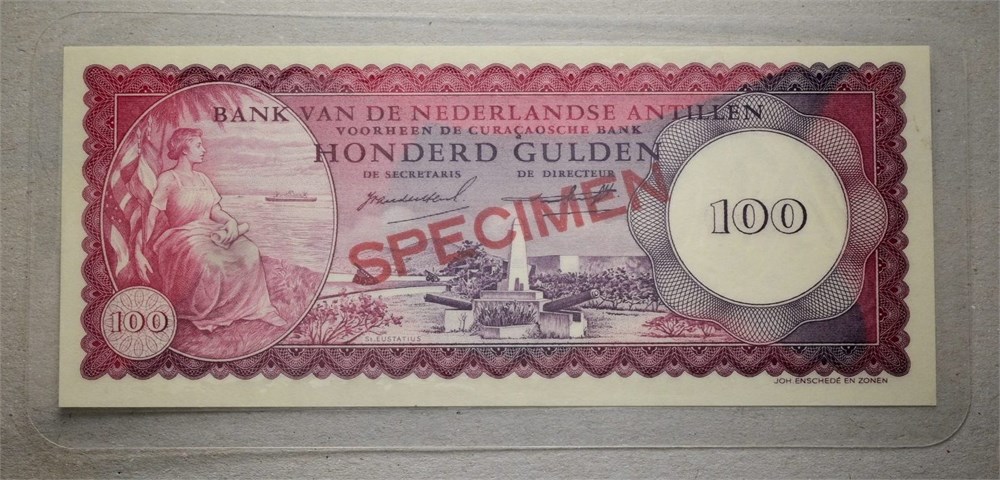 BANK VAN DE NEDERLANDSE ANTILLEN
VOORHEEN DE CURAÇAOSCHE BANK
HONDERD GULDEN
DE SECRETARIS DE DIRECTEUR
SPECIMEN
100
100
ST. EUSTATIUS
JOH. ENSCHEDÉ EN ZONEN